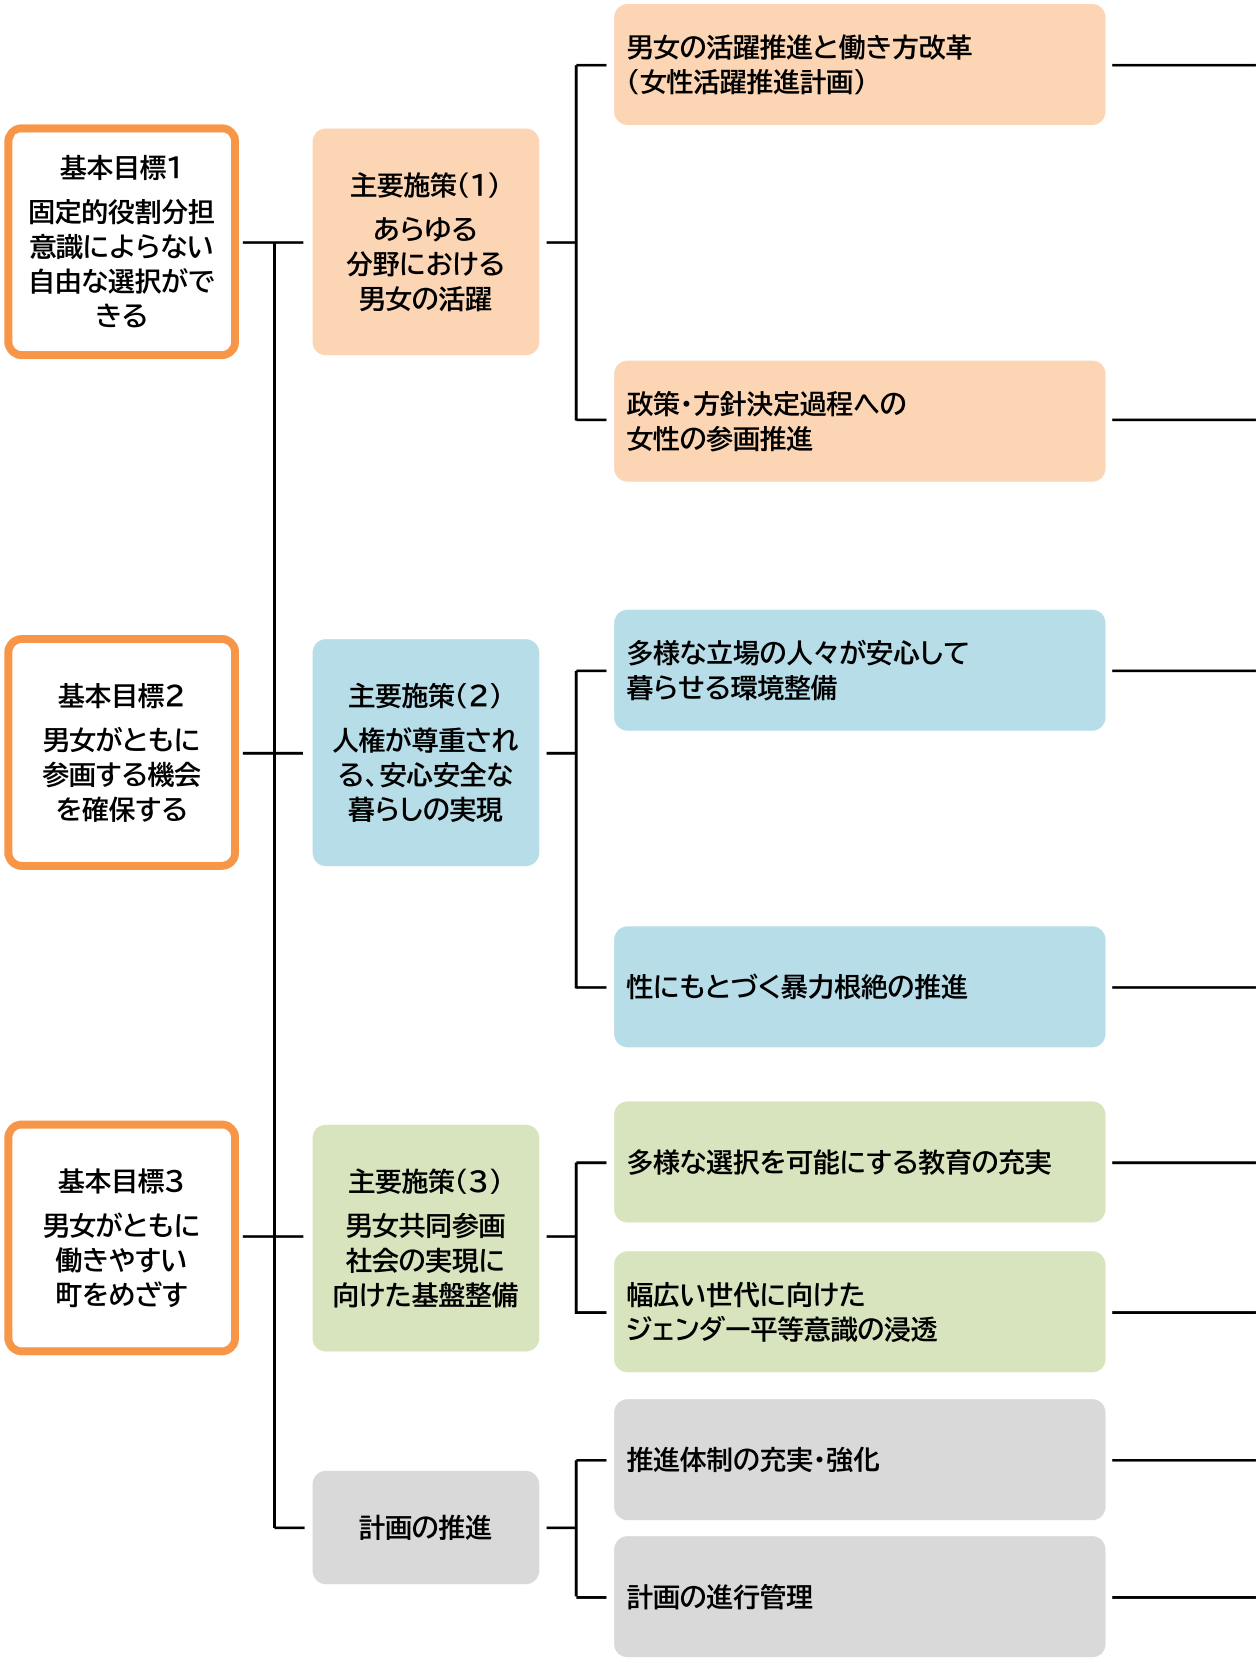 男女の活躍推進と働き方改革
（女性活躍推進計画）
基本目標1
固定的役割分担
意識によらない
自由な選択がで
きる
主要施策（1）
あらゆる
分野における
男女の活躍
政策・方針決定過程への
女性の参画推進
基本目標2
男女がともに
参画する機会
を確保する
主要施策（2）
人権が尊重され
る、安心安全な
暮らしの実現
多様な立場の人々が安心して
暮らせる環境整備
性にもとづく暴力根絶の推進
基本目標3
男女がともに
働きやすい
町をめざす
主要施策（3）
男女共同参画
社会の実現に
向けた基盤整備
多様な選択を可能にする教育の充実
幅広い世代に向けた
ジェンダー平等意識の浸透
計画の推進
推進体制の充実・強化
計画の進行管理